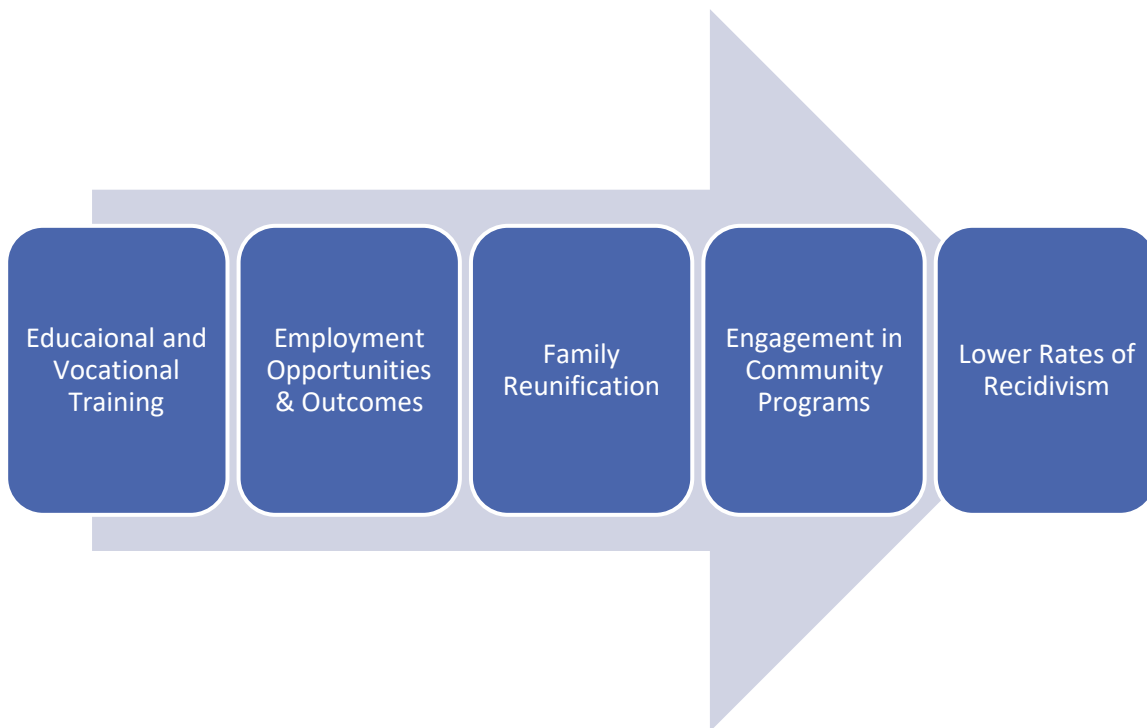 Educaional and
Vocational
Training
Employment
Opportunities
& Outcomes
Family
Reunification
Engagement in
Community
Programs
Lower Rates of
Recidivism